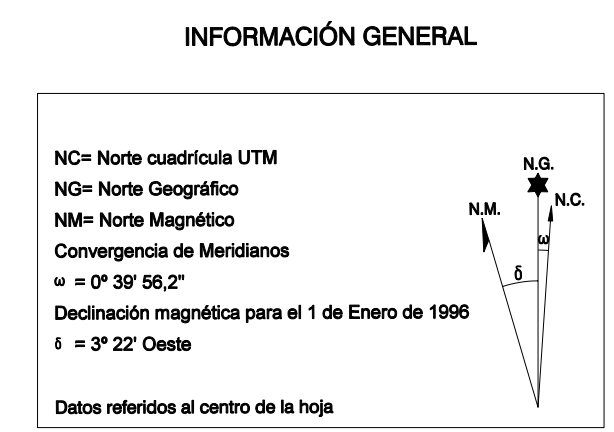 INFORMACIÓN GENERAL
NC= Norte cuadrícula UTM
NG= Norte Geográfico
NM= Norte Magnético
Convergencia de Meridianos
ω = 0º 39' 56,2"
Declinación magnética para el 1 de Enero de 1996
δ = 3º 22' Oeste
Datos referidos al centro de la hoja
N.G.
N.C.
N.M.
ω
δ